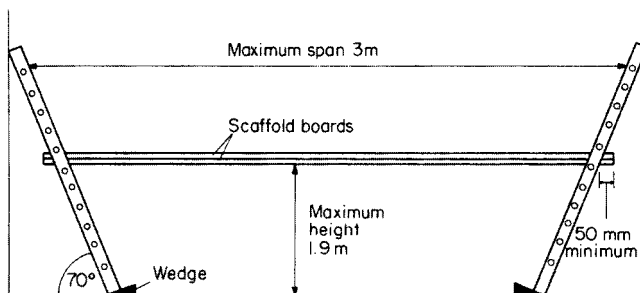 Maximum span 3m
Scaffold boards
Maximum
height
1.9 m
50 mm
minimum
70°
Wedge